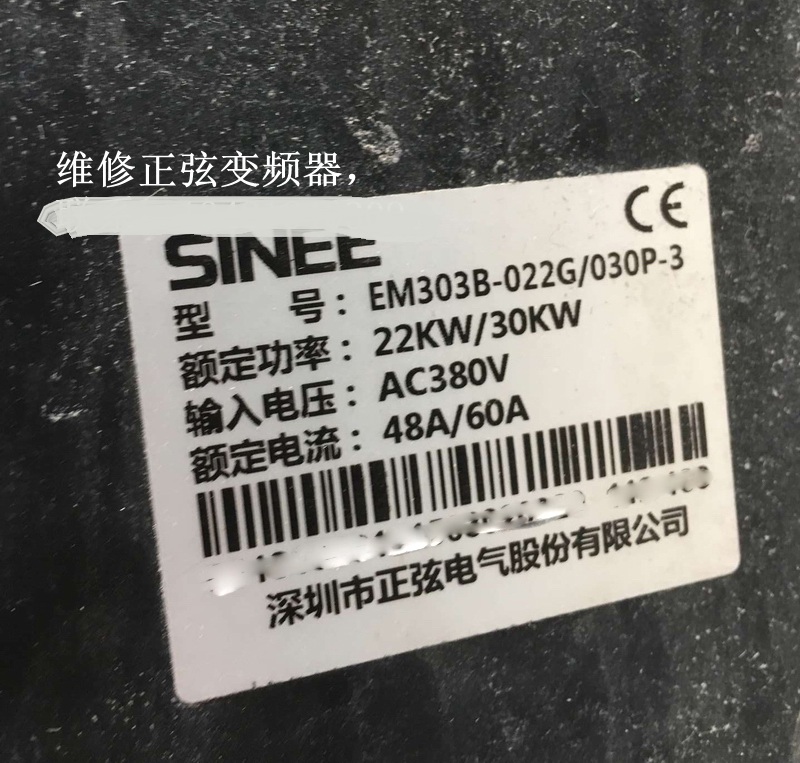 维修正弦变频器，
CE
SINEE
型 号：EM303B-022G/030P-3
额定功率：22KW/30KW
输入电压：AC380V
额定电流：48A/60A
深圳市正弦电气股份有限公司